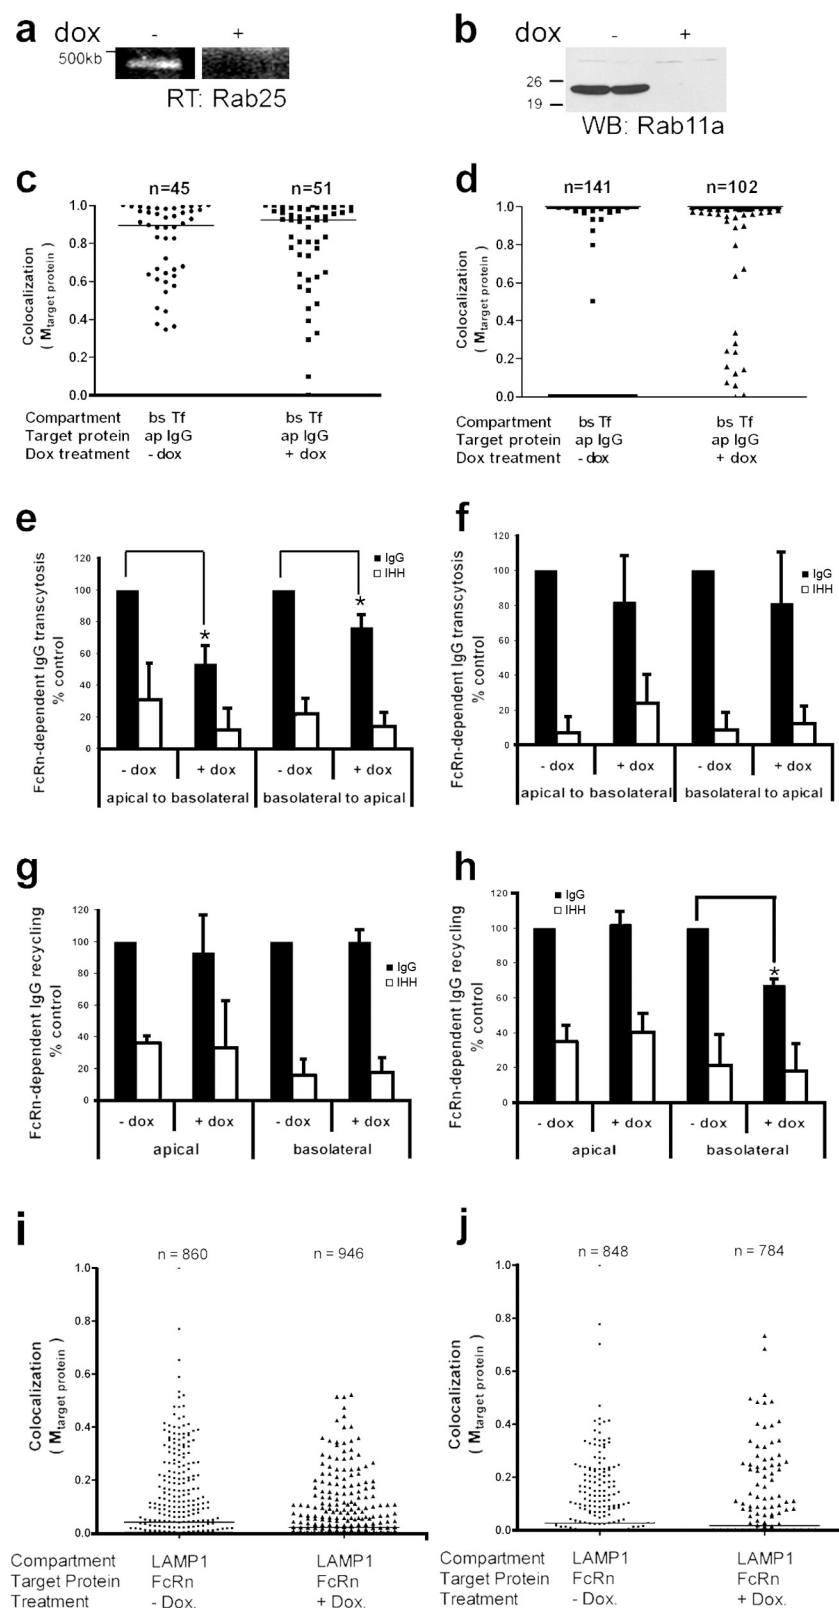 a
dox - +
500kb
RT: Rab25
b
dox - +
26
19
WB: Rab11a
c
n=45 n=51
1.0
0.8
0.6
0.4
0.2
0.0
Colocalization
( Mtarget protein )
Compartment bs Tf bs Tf
Target protein ap IgG ap IgG
Dox treatment - dox + dox
d
n=141 n=102
1.0
0.8
0.6
0.4
0.2
0.0
Colocalization
( Mtarget protein )
Compartment bs Tf bs Tf
Target protein ap IgG ap IgG
Dox treatment - dox + dox
e
FcRn-dependent IgG transcytosis
% control
120
100
80
60
40
20
0
IgG
IHH
* *
- dox + dox - dox + dox
apical to basolateral basolateral to apical
f
FcRn-dependent IgG transcytosis
% control
120
100
80
60
40
20
0
IgG
IHH
- dox + dox - dox + dox
apical to basolateral basolateral to apical
g
FcRn-dependent IgG recycling
% control
120
100
80
60
40
20
0
IgG
IHH
- dox + dox - dox + dox
apical basolateral
h
FcRn-dependent IgG recycling
% control
120
100
80
60
40
20
0
IgG
IHH
*
- dox + dox - dox + dox
apical basolateral
i
n = 860 n = 946
1.0
0.8
0.6
0.4
0.2
0.0
Colocalization
( Mtarget protein )
Compartment LAMP1 LAMP1
Target Protein FcRn FcRn
Treatment - Dox. + Dox.
j
n = 848 n = 784
1.0
0.8
0.6
0.4
0.2
0.0
Colocalization
( Mtarget protein )
Compartment LAMP1 LAMP1
Target Protein FcRn FcRn
Treatment - Dox. + Dox.